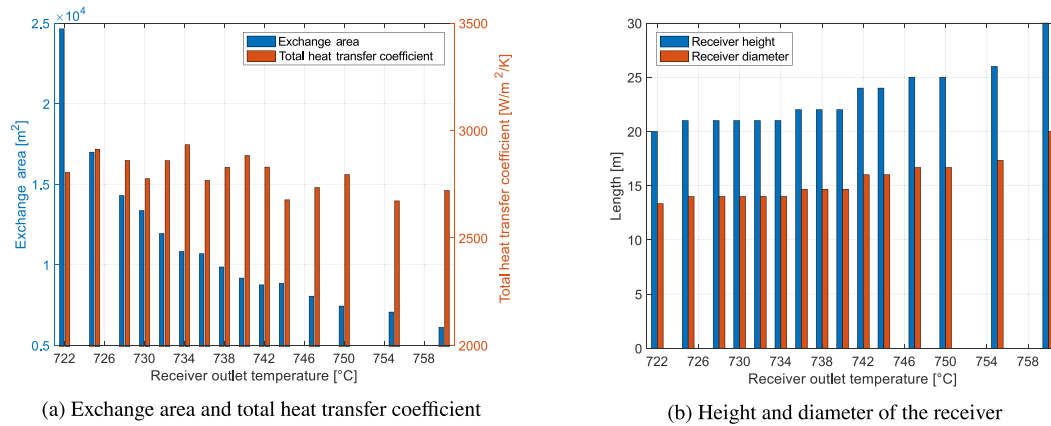 ×10⁴
2.5
2
1.5
1
0.5
Exchange area [m²]
3500
3000
2500
2000
Total heat transfer coefficient [W/m²/K]
Exchange area
Total heat transfer coefficient
722 726 730 734 738 742 746 750 754 758
Receiver outlet temperature [°C]
(a) Exchange area and total heat transfer coefficient
30
25
20
15
10
5
0
Length [m]
Receiver height
Receiver diameter
722 726 730 734 738 742 746 750 754 758
Receiver outlet temperature [°C]
(b) Height and diameter of the receiver